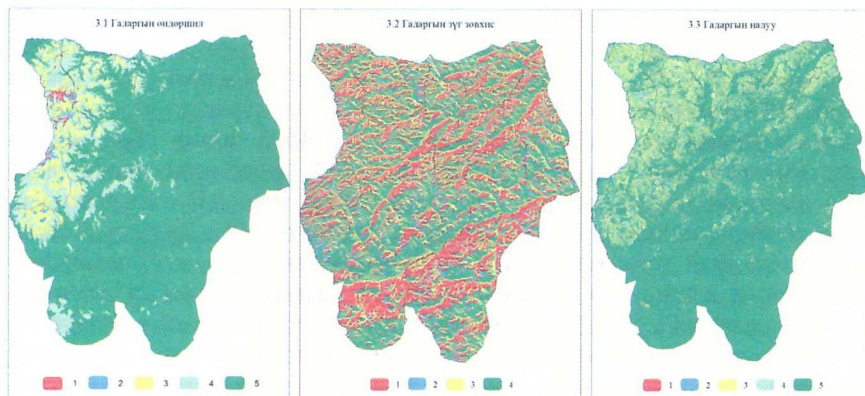 3.1 Гадаргын өндөршил
3.2 Гадаргын зүг зовхис
3.3 Гадаргын налуу
1 2 3 4 5
1 2 3 4
1 2 3 4 5